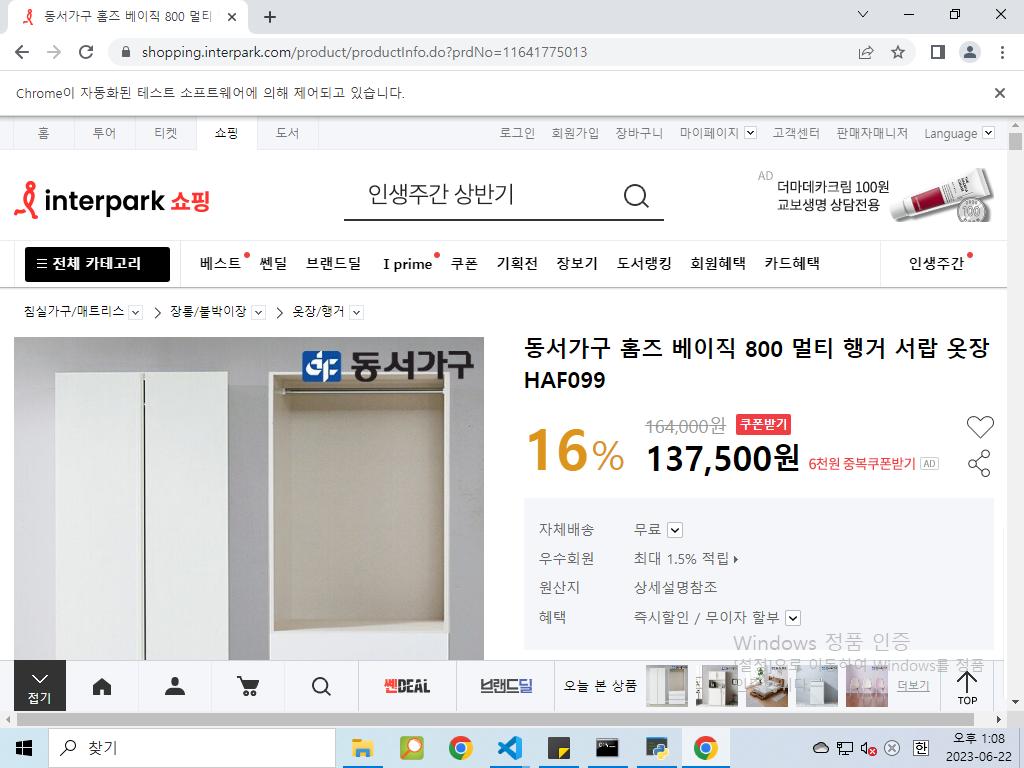 동서가구 홈즈 베이직 800 멀티
shopping.interpark.com/product/productInfo.do?prdNo=11641775013
Chrome이 자동화된 테스트 소프트웨어에 의해 제어되고 있습니다.
홈 투어 티켓 쇼핑 도서 로그인 회원가입 장바구니 마이페이지 고객센터 판매자매니저 Language
interpark 쇼핑
인생주간 상반기
AD
더마데카크림 100원
교보생명 상담전용
100
전체 카테고리 베스트 쎈딜 브랜드딜 I prime 쿠폰 기획전 장보기 도서랭킹 회원혜택 카드혜택 인생주간
침실가구/매트리스 장롱/붙박이장 옷장/행거
동서가구
동서가구 홈즈 베이직 800 멀티 행거 서랍 옷장
HAF099
16%
164,000원 쿠폰받기
137,500원 6천원 중복쿠폰받기 AD
자체배송 무료
우수회원 최대 1.5% 적립
원산지 상세설명참조
혜택 즉시할인 / 무이자 할부
Windows 정품 인증
[설정]으로 이동하여 Windows를 정품
접기
쎈DEAL
브랜드딜
오늘 본 상품
더보기
TOP
찾기
한
오후 1:08
2023-06-22